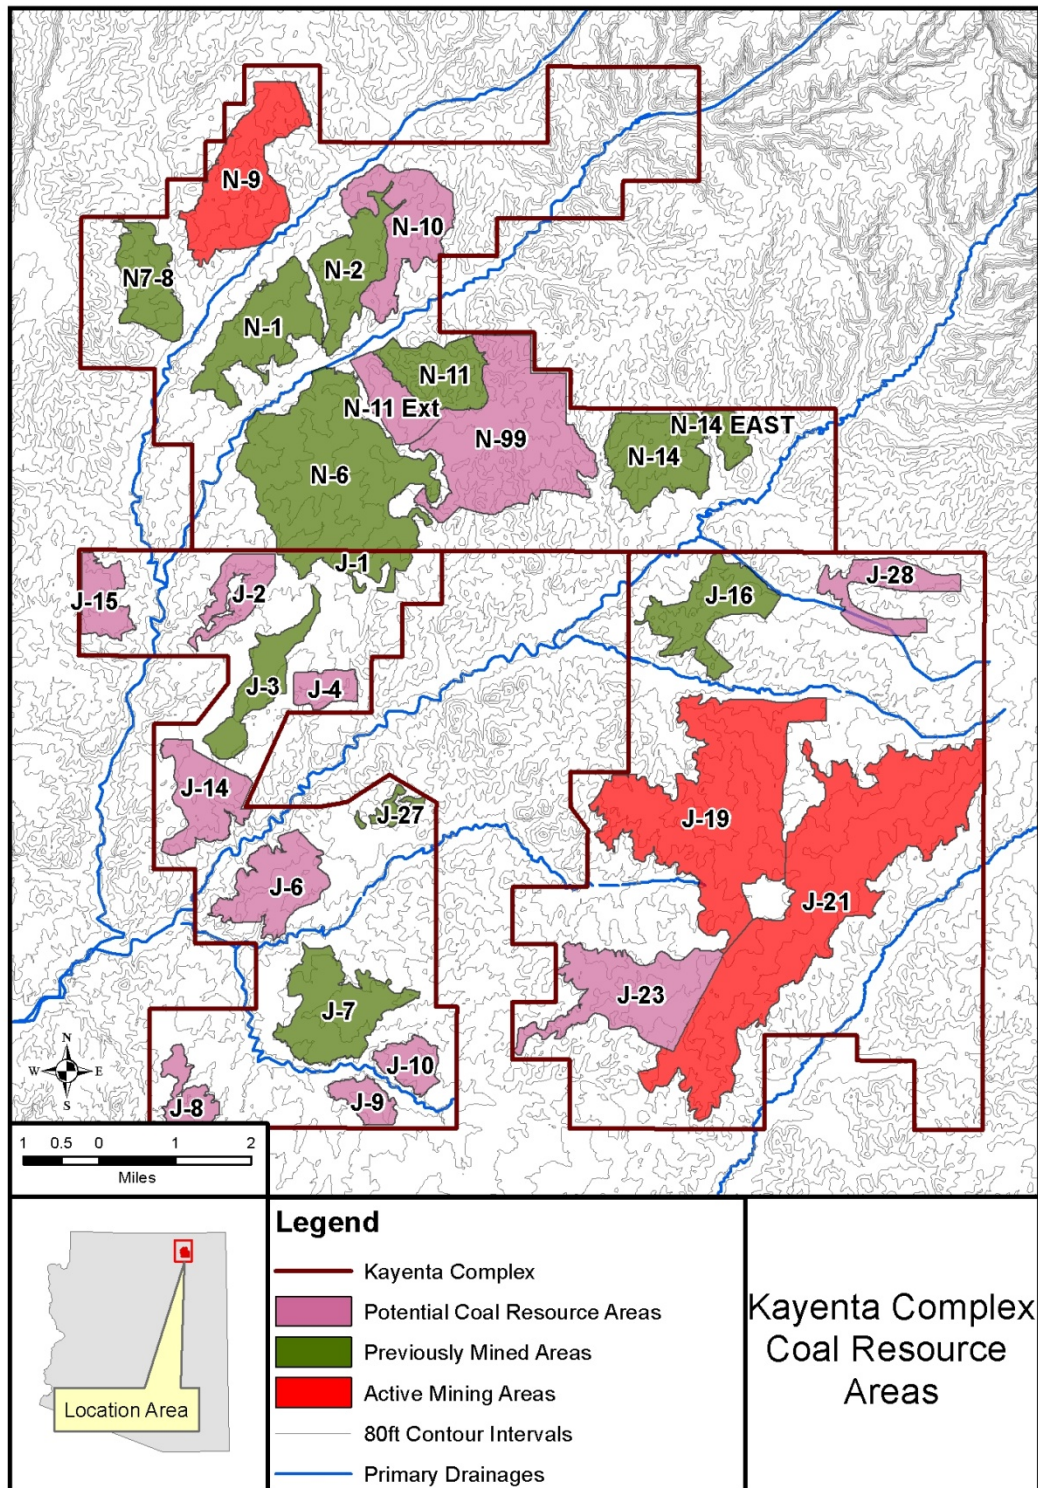 N-9
N-10
N-2
N7-8
N-1
N-11
N-11 Ext
N-99
N-14 EAST
N-14
N-6
J-1
J-15
J-2
J-16
J-28
J-3
J-4
J-14
J-27
J-19
J-6
J-21
J-23
J-7
J-10
J-9
J-8
N
W E
S
1 0.5 0 1 2
Miles
Location Area
Legend
Kayenta Complex
Potential Coal Resource Areas
Previously Mined Areas
Active Mining Areas
80ft Contour Intervals
Primary Drainages
Kayenta Complex
Coal Resource
Areas